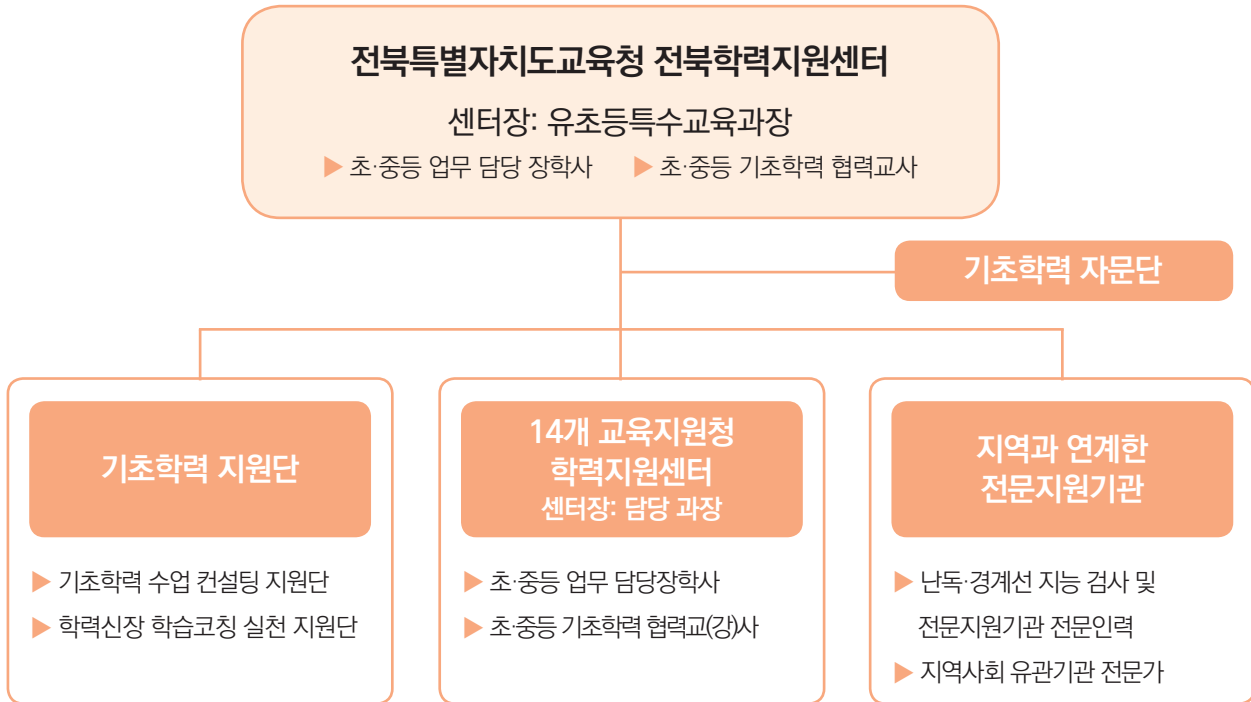 전북특별자치도교육청 전북학력지원센터
센터장: 유초등특수교육과장
▶ 초·중등 업무 담당 장학사 ▶ 초·중등 기초학력 협력교사
기초학력 자문단
기초학력 지원단
▶ 기초학력 수업 컨설팅 지원단
▶ 학력신장 학습코칭 실천 지원단
14개 교육지원청
학력지원센터
센터장: 담당 과장
▶ 초·중등 업무 담당장학사
▶ 초·중등 기초학력 협력교(강)사
지역과 연계한
전문지원기관
▶ 난독·경계선 지능 검사 및
전문지원기관 전문인력
▶ 지역사회 유관기관 전문가